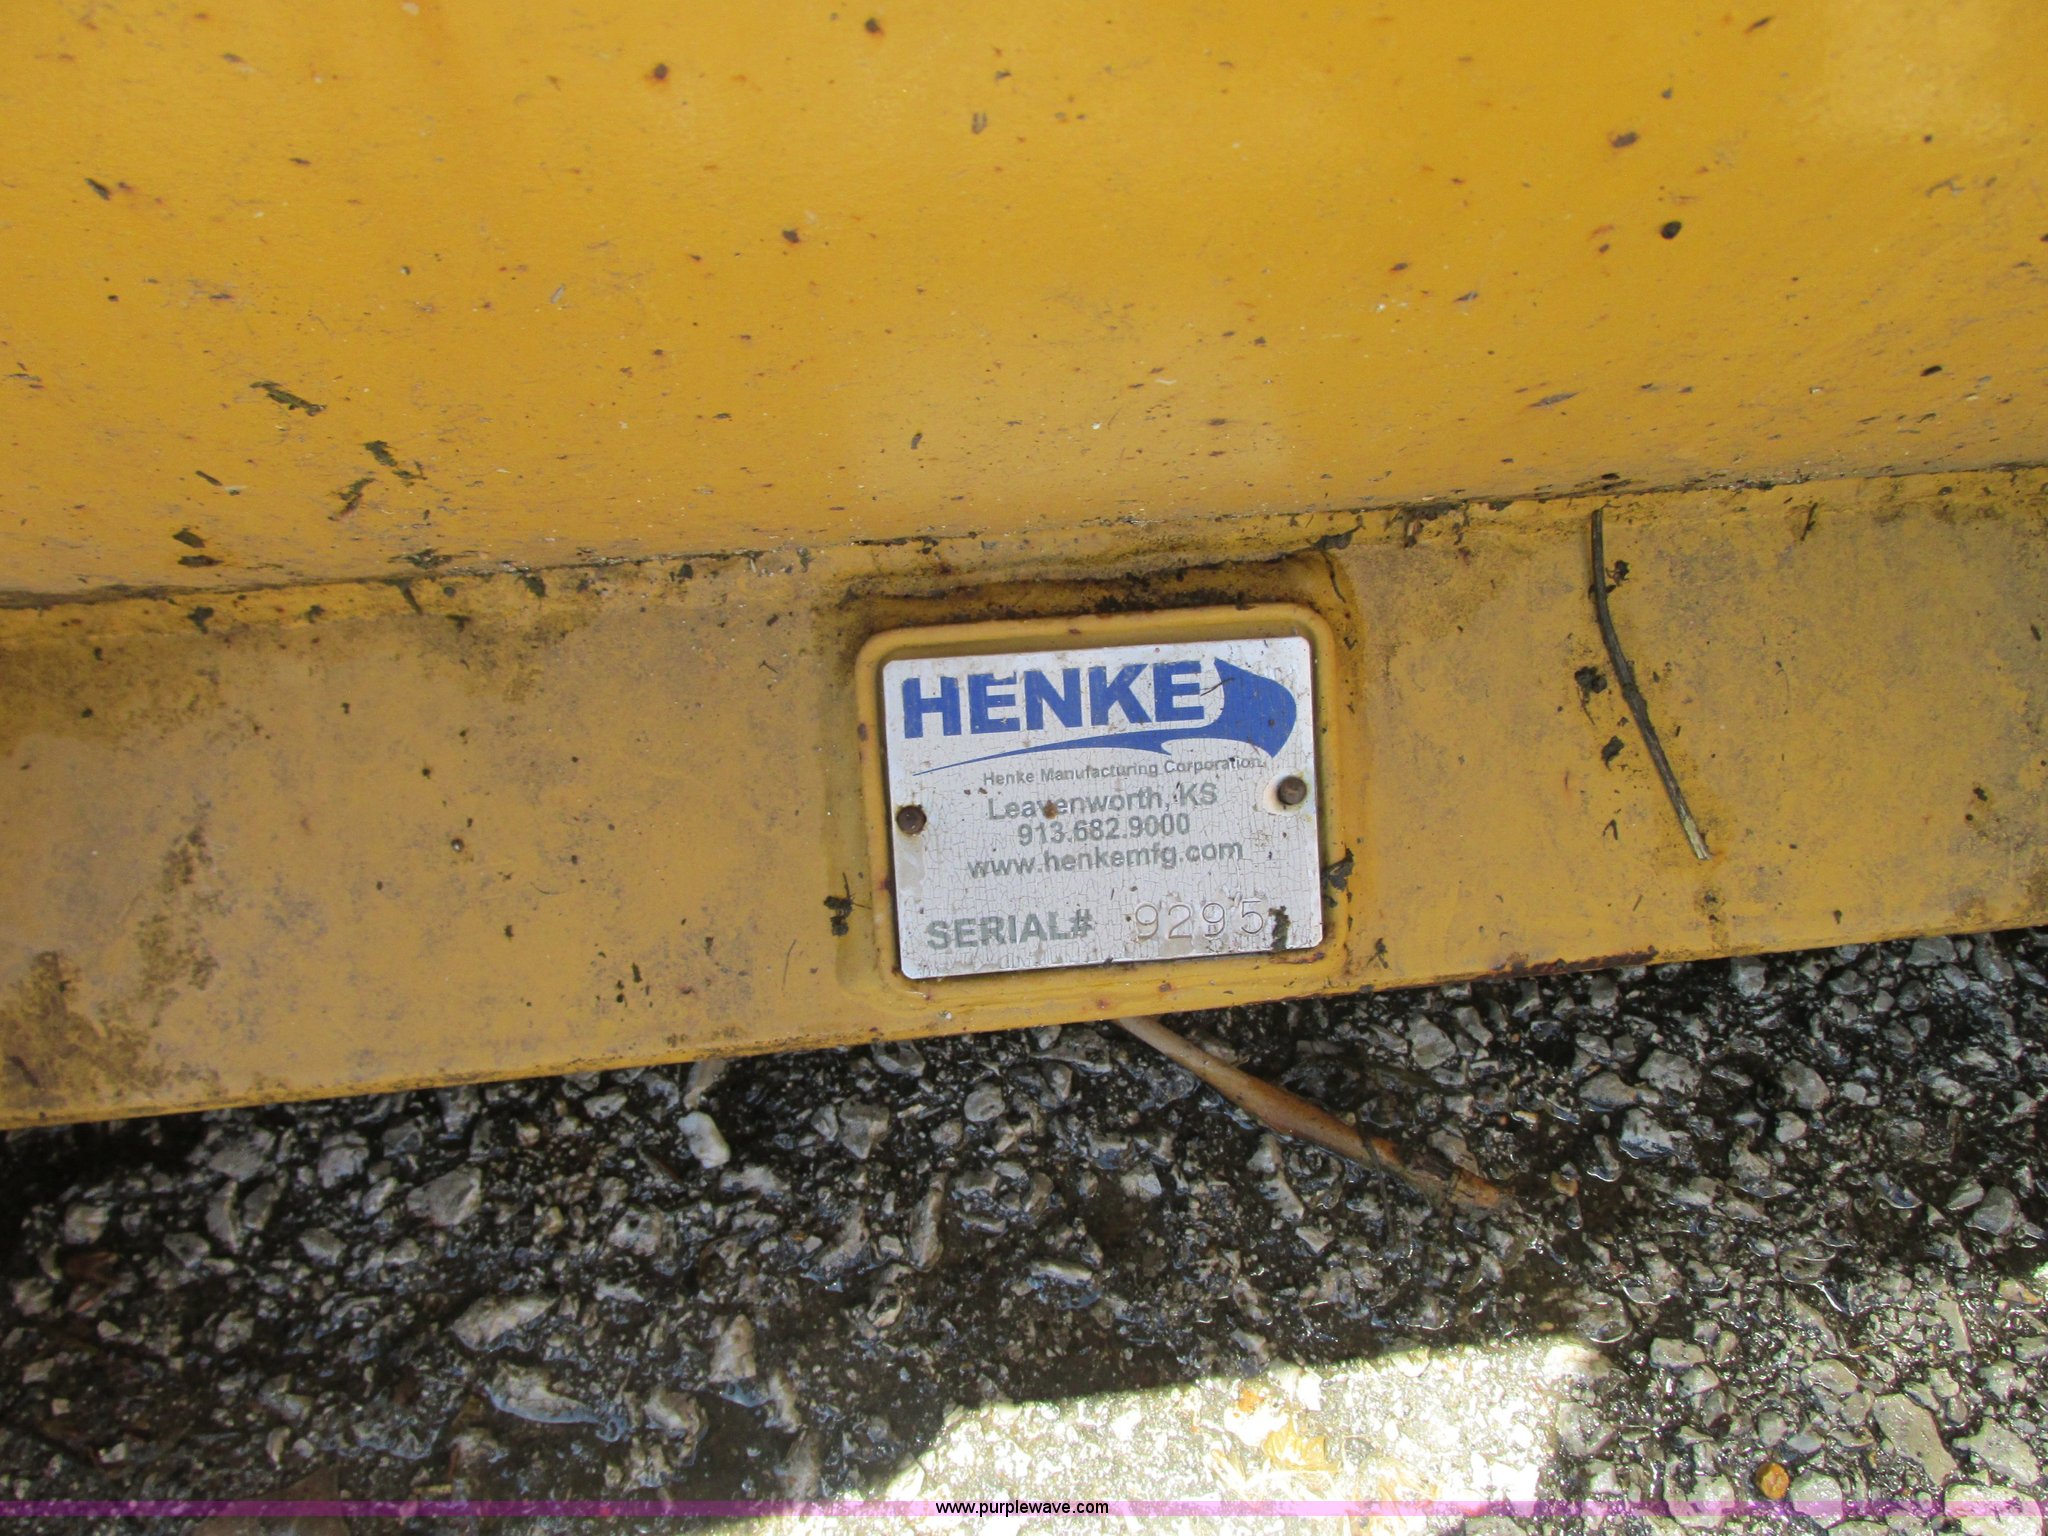 HENKE
Henke Manufacturing Corporation
Leavenworth, KS
913.682.9000
www.henkemfg.com
SERIAL# 9295
www.purplewave.com